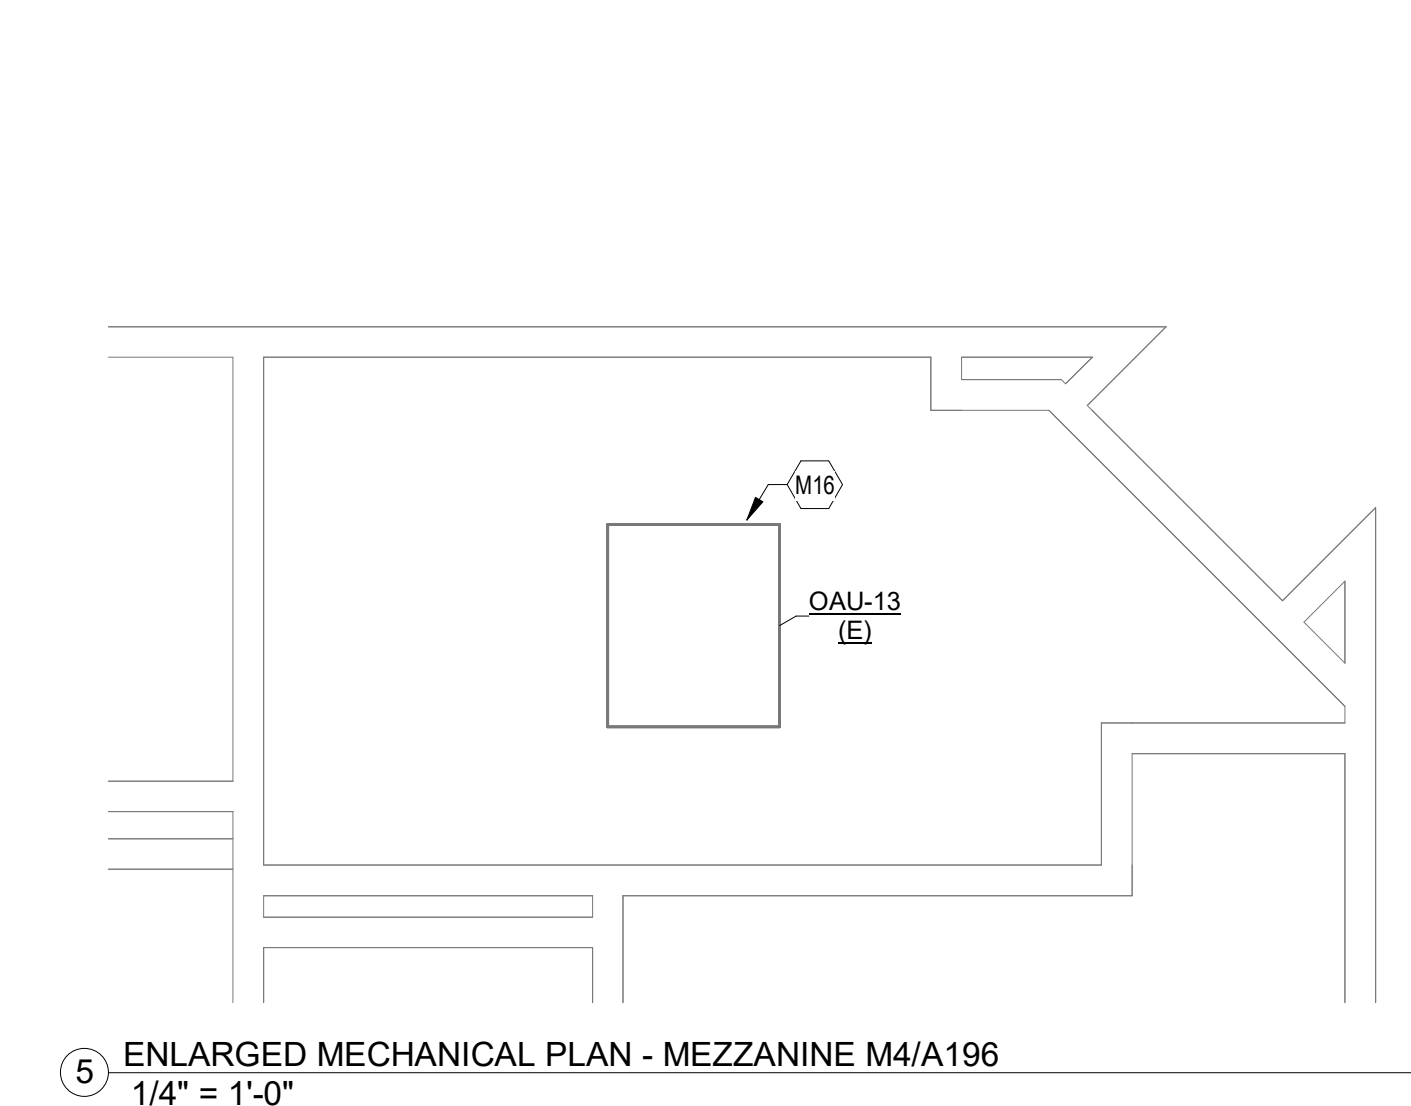 M16
OAU-13
(E)
5
ENLARGED MECHANICAL PLAN - MEZZANINE M4/A196
1/4" = 1'-0"